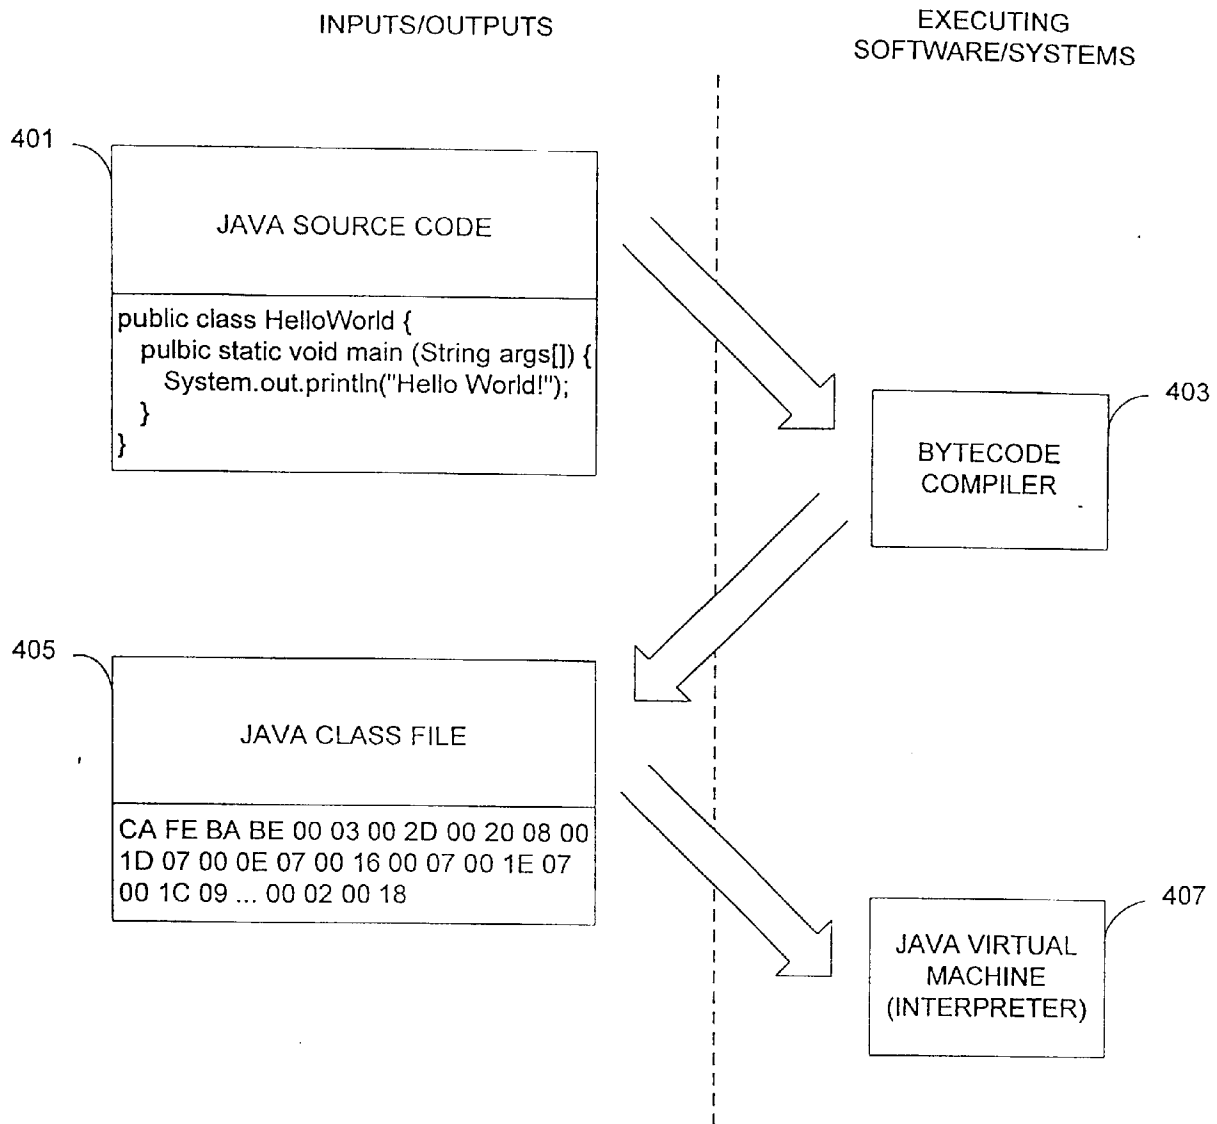 INPUTS/OUTPUTS
EXECUTING
SOFTWARE/SYSTEMS
401
JAVA SOURCE CODE
public class HelloWorld {
pulbic static void main (String args[]) {
System.out.println("Hello World!");
}
}
403
BYTECODE
COMPILER
405
JAVA CLASS FILE
CA FE BA BE 00 03 00 2D 00 20 08 00
1D 07 00 0E 07 00 16 00 07 00 1E 07
00 1C 09 ... 00 02 00 18
407
JAVA VIRTUAL
MACHINE
(INTERPRETER)